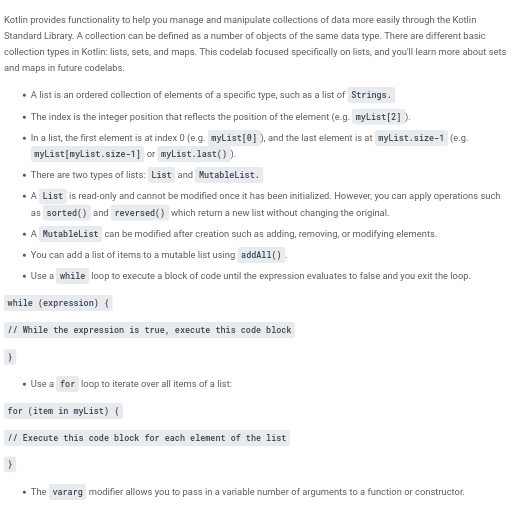 Kotlin provides functionality to help you manage and manipulate collections of data more easily through the Kotlin
Standard Library. A collection can be defined as a number of objects of the same data type. There are different basic
collection types in Kotlin: lists, sets, and maps. This codelab focused specifically on lists, and you'll learn more about sets
and maps in future codelabs.
• A list is an ordered collection of elements of a specific type, such as a list of Strings.
• The index is the integer position that reflects the position of the element (e.g. myList[2] ).
• In a list, the first element is at index 0 (e.g. myList[0] ), and the last element is at myList.size-1 (e.g.
myList[myList.size-1] or myList.last() ).
• There are two types of lists: List and MutableList.
• A List is read-only and cannot be modified once it has been initialized. However, you can apply operations such
as sorted() and reversed() which return a new list without changing the original.
• A MutableList can be modified after creation such as adding, removing, or modifying elements.
• You can add a list of items to a mutable list using addAll() .
• Use a while loop to execute a block of code until the expression evaluates to false and you exit the loop.
while (expression) {
// While the expression is true, execute this code block
}
• Use a for loop to iterate over all items of a list:
for (item in myList) {
// Execute this code block for each element of the list
}
• The vararg modifier allows you to pass in a variable number of arguments to a function or constructor.